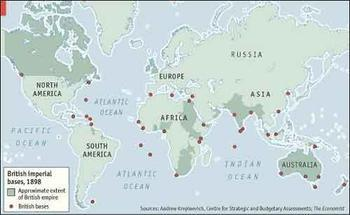 RUSSIA
NORTH
AMERICA
EUROPE
ASIA
ATLANTIC
OCEAN
AFRICA
PACIFIC
OCEAN
SOUTH
AMERICA
INDIAN
OCEAN
ATLANTIC
OCEAN
AUSTRALIA
British imperial
bases, 1898
Approximate extent
of British empire
British bases
Sources: Andrew Krepinevich, Centre for Strategic and Budgetary Assessments; The Economist